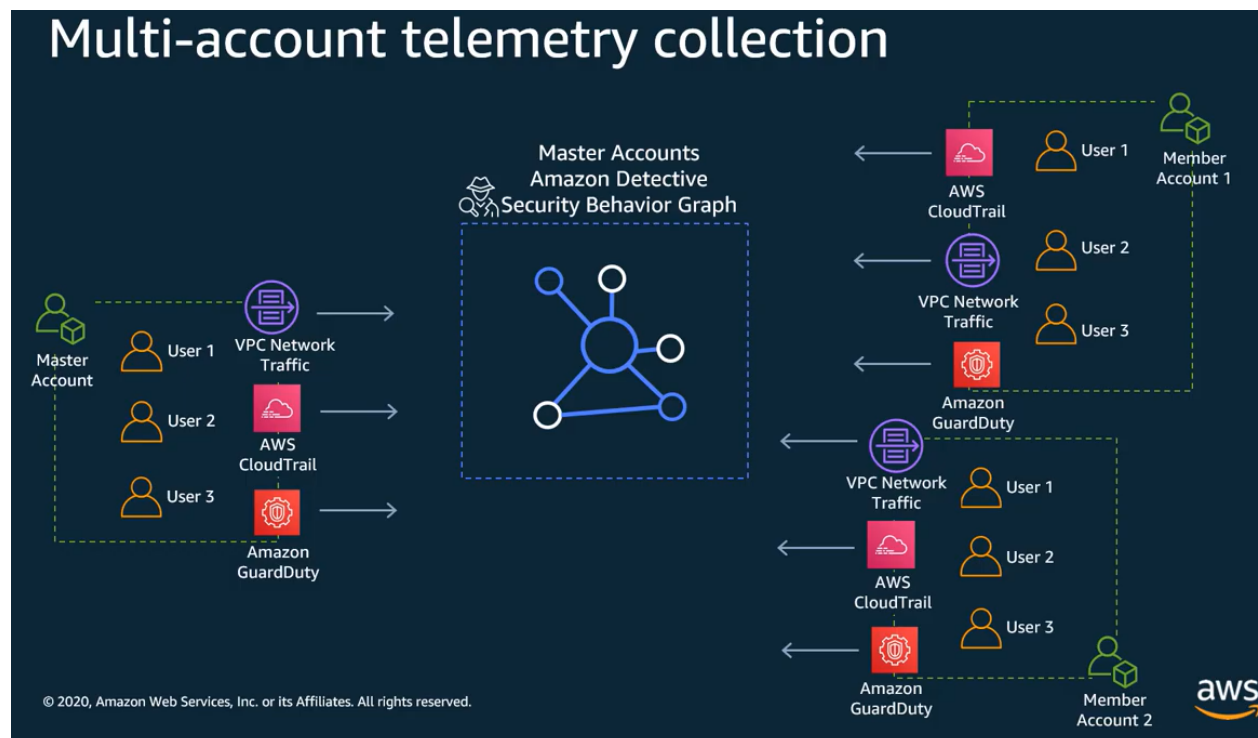 Multi-account telemetry collection
Master Accounts
Amazon Detective
Security Behavior Graph
Master
Account
User 1
User 2
User 3
VPC Network
Traffic
AWS
CloudTrail
Amazon
GuardDuty
AWS
CloudTrail
VPC Network
Traffic
Amazon
GuardDuty
User 1
User 2
User 3
Member
Account 1
VPC Network
Traffic
AWS
CloudTrail
Amazon
GuardDuty
User 1
User 2
User 3
Member
Account 2
© 2020, Amazon Web Services, Inc. or its Affiliates. All rights reserved.
aws